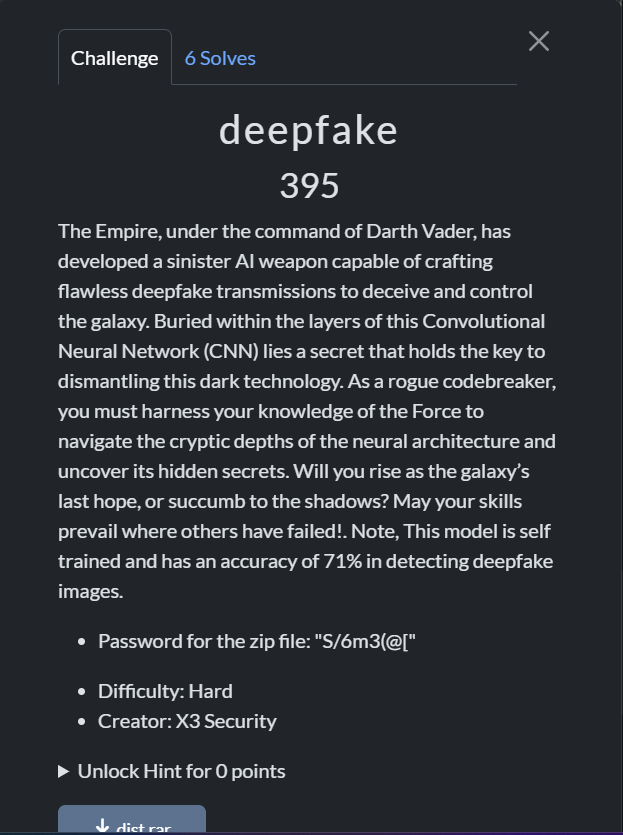 Challenge
6 Solves
deepfake
395
The Empire, under the command of Darth Vader, has
developed a sinister AI weapon capable of crafting
flawless deepfake transmissions to deceive and control
the galaxy. Buried within the layers of this Convolutional
Neural Network (CNN) lies a secret that holds the key to
dismantling this dark technology. As a rogue codebreaker,
you must harness your knowledge of the Force to
navigate the cryptic depths of the neural architecture and
uncover its hidden secrets. Will you rise as the galaxy’s
last hope, or succumb to the shadows? May your skills
prevail where others have failed!. Note, This model is self
trained and has an accuracy of 71% in detecting deepfake
images.
Password for the zip file: "S/6m3(@["
Difficulty: Hard
Creator: X3 Security
Unlock Hint for 0 points
dist.rar